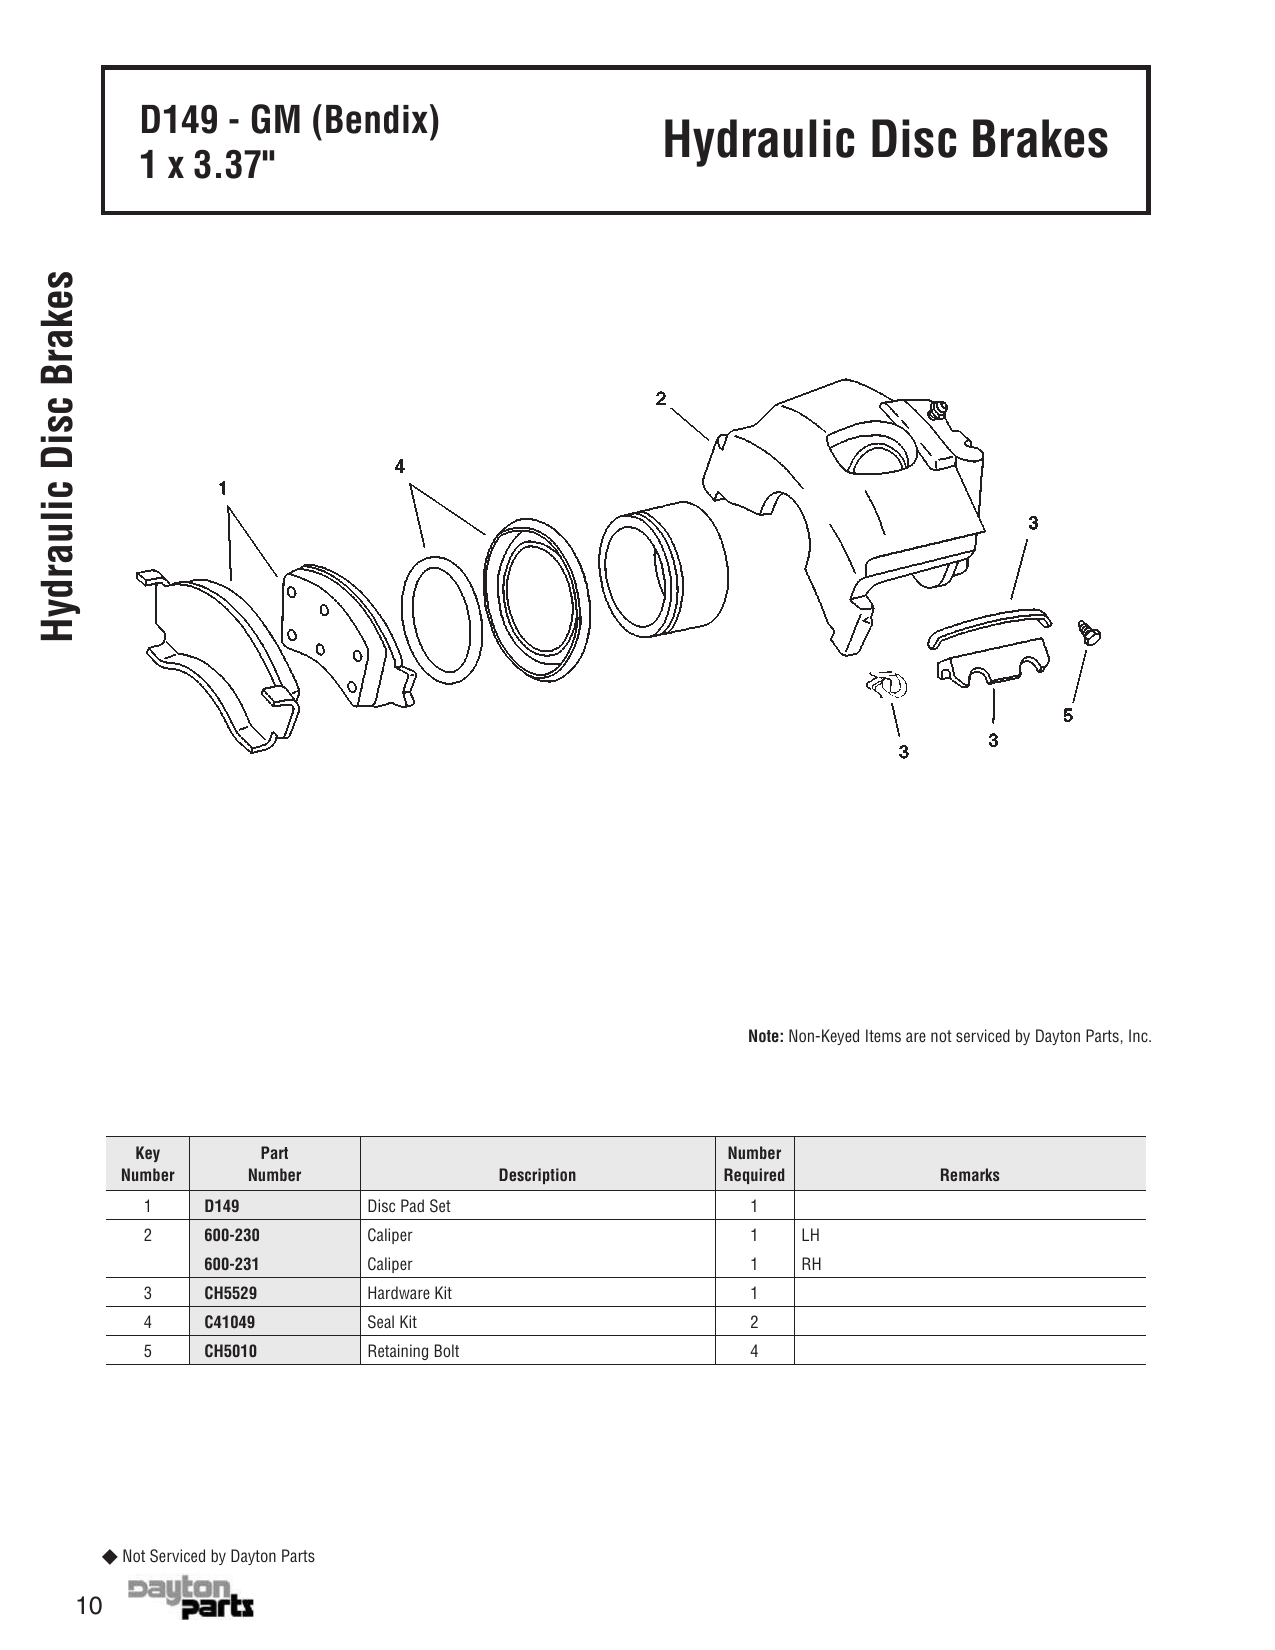 D149 - GM (Bendix)
1 x 3.37"
Hydraulic Disc Brakes
Hydraulic Disc Brakes
2
4
1
3
5
3
3
Note: Non-Keyed Items are not serviced by Dayton Parts, Inc.
Key Number Part Number Description Number Required Remarks
1 D149 Disc Pad Set 1
2 600-230 Caliper 1 LH
600-231 Caliper 1 RH
3 CH5529 Hardware Kit 1
4 C41049 Seal Kit 2
5 CH5010 Retaining Bolt 4
◆ Not Serviced by Dayton Parts
10
Dayton
parts